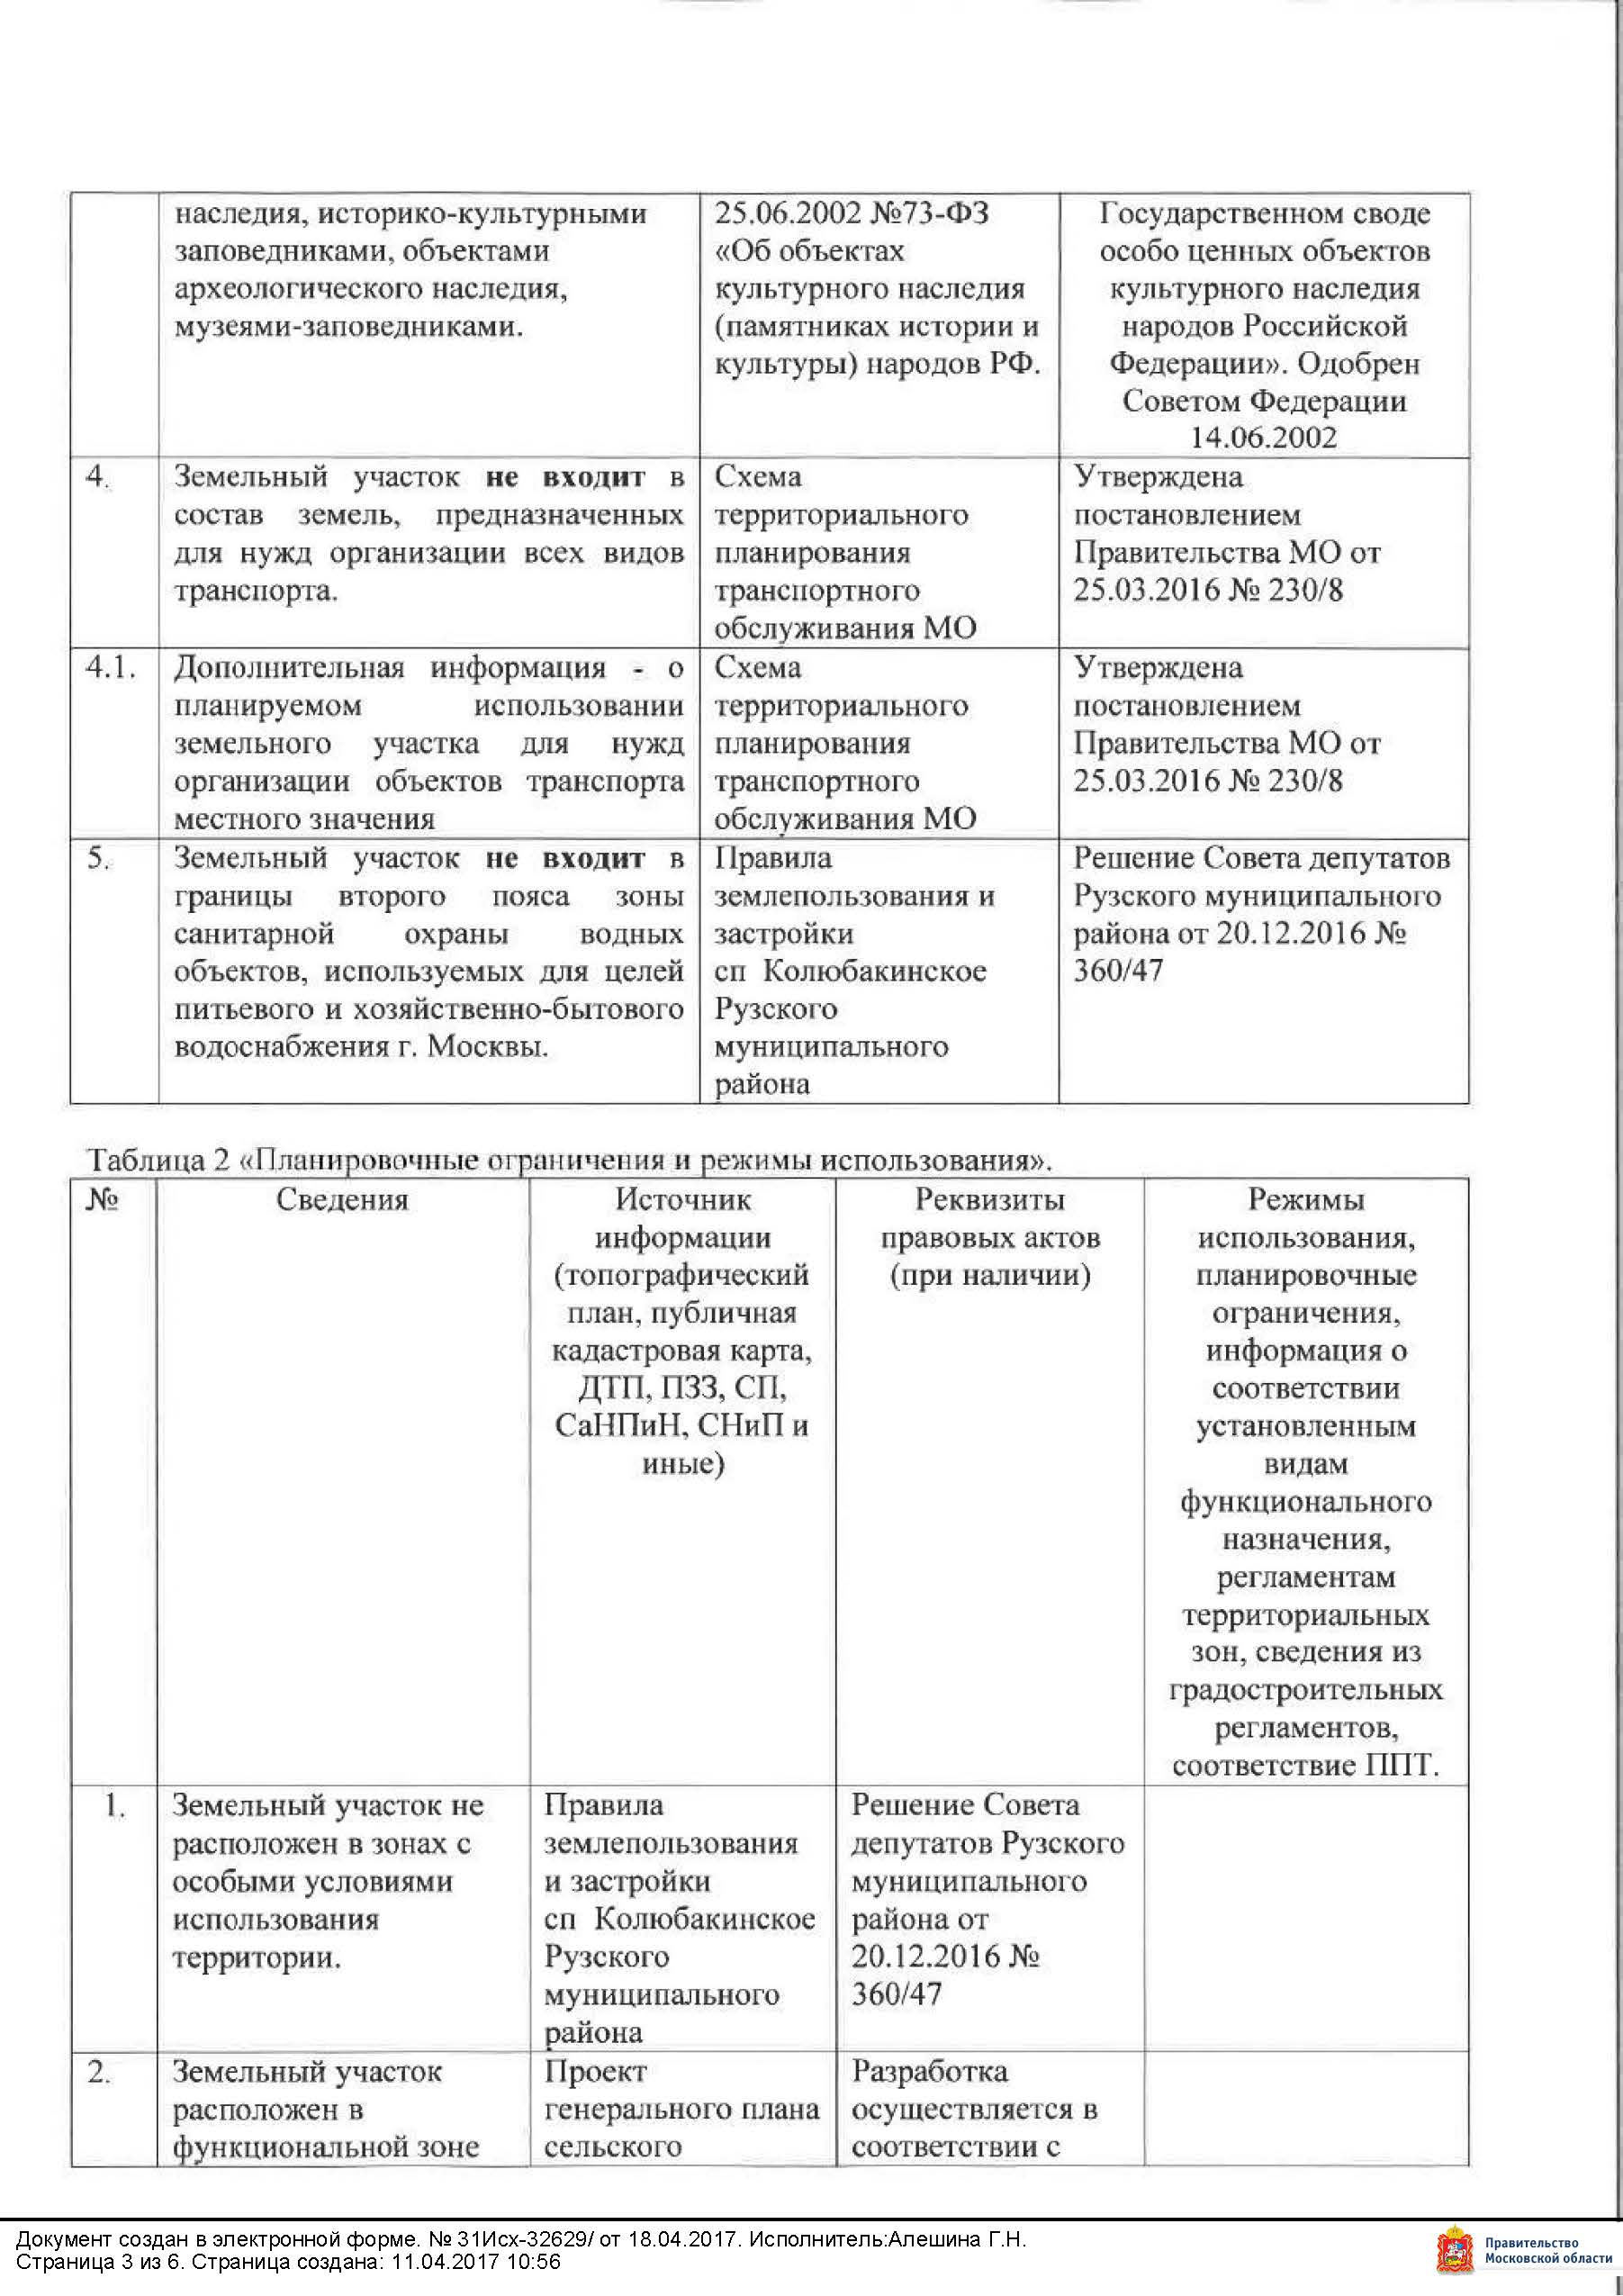 наследия, историко-культурными
заповедниками, объектами
археологического наследия,
музеями-заповедниками.
25.06.2002 №73-ФЗ
«Об объектах
культурного наследия
(памятниках истории и
культуры) народов РФ.
Государственном своде
особо ценных объектов
культурного наследия
народов Российской
Федерации». Одобрен
Советом Федерации
14.06.2002
4.
Земельный участок не входит в
состав земель, предназначенных
для нужд организации всех видов
транспорта.
Схема
территориального
планирования
транспортного
обслуживания МО
Утверждена
постановлением
Правительства МО от
25.03.2016 № 230/8
4.1.
Дополнительная информация - о
планируемом использовании
земельного участка для нужд
организации объектов транспорта
местного значения
Схема
территориального
планирования
транспортного
обслуживания МО
Утверждена
постановлением
Правительства МО от
25.03.2016 № 230/8
5.
Земельный участок не входит в
границы второго пояса зоны
санитарной охраны водных
объектов, используемых для целей
питьевого и хозяйственно-бытового
водоснабжения г. Москвы.
Правила
землепользования и
застройки
сп Колюбакинское
Рузского
муниципального
района
Решение Совета депутатов
Рузского муниципального
района от 20.12.2016 №
360/47
Таблица 2 «Планировочные ограничения и режимы использования».
№
Сведения
Источник
информации
(топографический
план, публичная
кадастровая карта,
ДТП, ПЗЗ, СП,
СаНПиН, СНиП и
иные)
Реквизиты
правовых актов
(при наличии)
Режимы
использования,
планировочные
ограничения,
информация о
соответствии
установленным
видам
функционального
назначения,
регламентам
территориальных
зон, сведения из
градостроительных
регламентов,
соответствие ППТ.
1.
Земельный участок не
расположен в зонах с
особыми условиями
использования
территории.
Правила
землепользования
и застройки
сп Колюбакинское
Рузского
муниципального
района
Решение Совета
депутатов Рузского
муниципального
района от
20.12.2016 №
360/47
2.
Земельный участок
расположен в
функциональной зоне
Проект
генерального плана
сельского
Разработка
осуществляется в
соответствии с
Документ создан в электронной форме. № 31Исх-32629/ от 18.04.2017. Исполнитель:Алешина Г.Н.
Страница 3 из 6. Страница создана: 11.04.2017 10:56
Правительство
Московской области